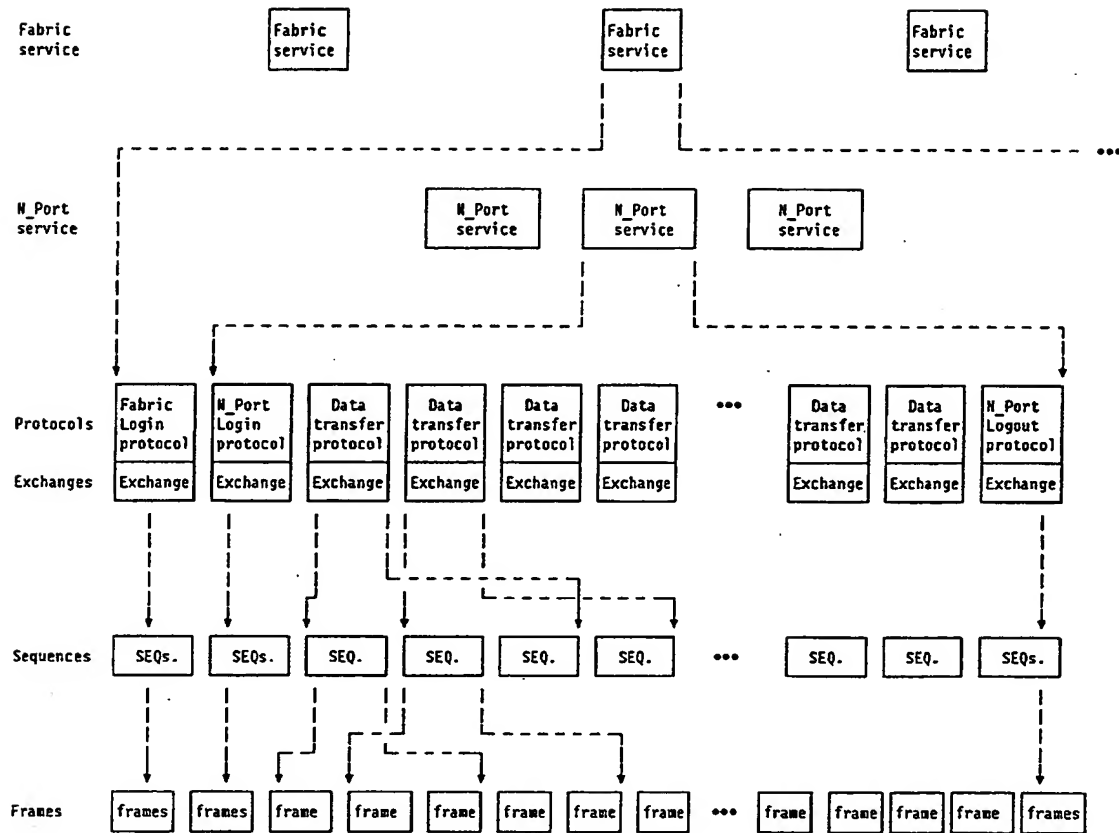 Fabric service
Fabric service
Fabric service
Fabric service
•••
N_Port service
N_Port service
N_Port service
N_Port service
•••
Protocols
Fabric Login protocol
N_Port Login protocol
Data transfer protocol
Data transfer protocol
Data transfer protocol
Data transfer protocol
Data transfer protocol
Data transfer protocol
N_Port Logout protocol
Exchanges
Exchange
Exchange
Exchange
Exchange
Exchange
Exchange
Exchange
Exchange
Exchange
Sequences
SEQs.
SEQs.
SEQ.
SEQ.
SEQ.
SEQ.
•••
SEQ.
SEQ.
SEQs.
Frames
frames
frames
frame
frame
frame
frame
frame
frame
•••
frame
frame
frame
frame
frames